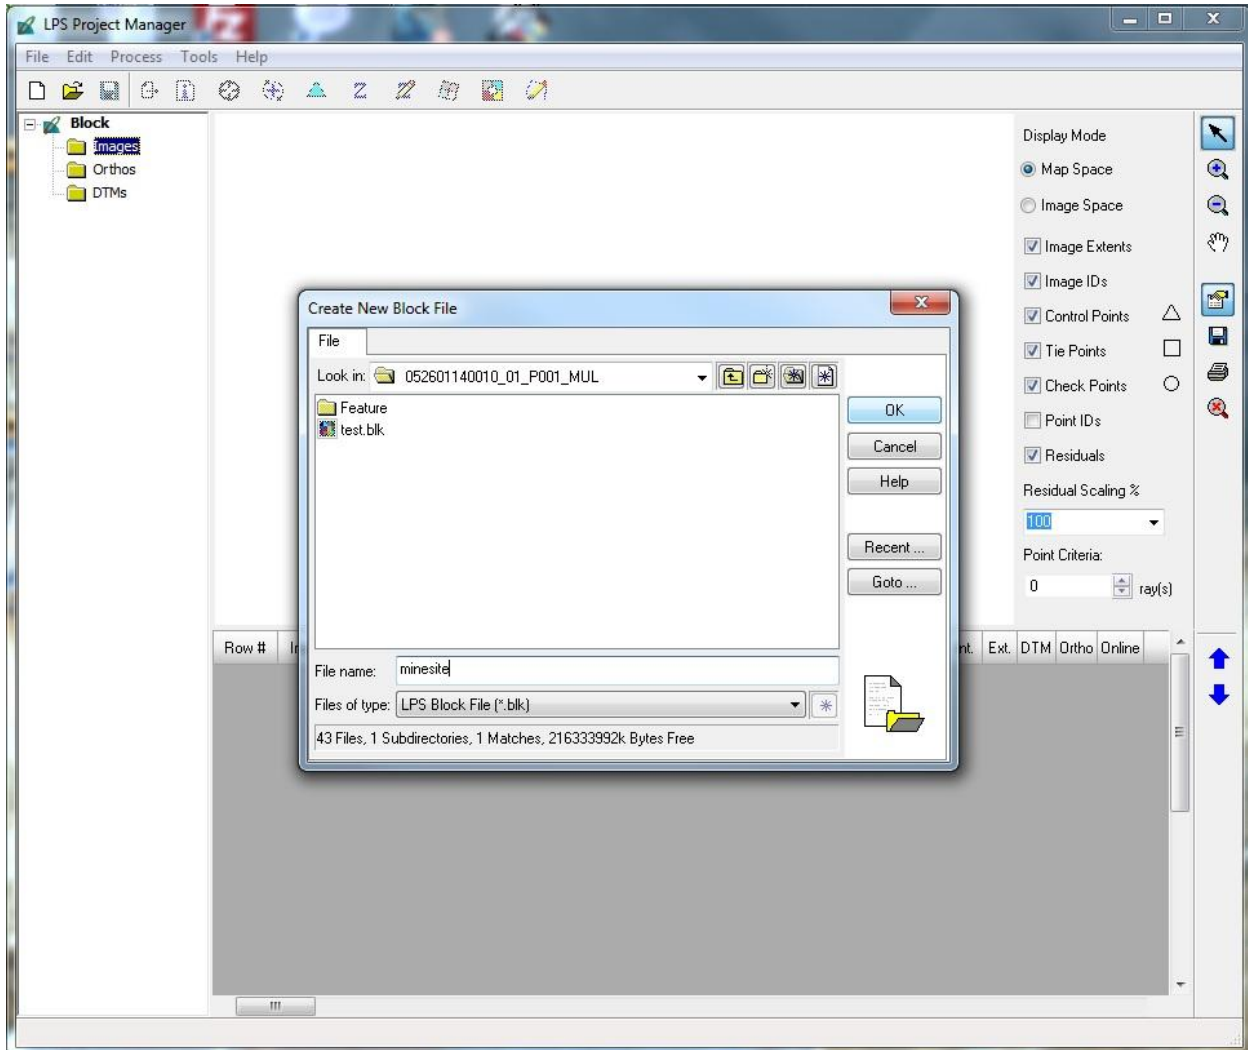 LPS Project Manager
File Edit Process Tools Help
Block
Images
Orthos
DTMs
Display Mode
Map Space
Image Space
Image Extents
Image IDs
Control Points
Tie Points
Check Points
Point IDs
Residuals
Residual Scaling %
100
Point Criteria:
0 ray(s)
Create New Block File
File
Look in: 052601140010_01_P001_MUL
Feature
test.blk
OK
Cancel
Help
Recent ...
Goto ...
File name: minesite
Files of type: LPS Block File (*.blk)
43 Files, 1 Subdirectories, 1 Matches, 216333992k Bytes Free
Row # Ext. DTM Ortho Online